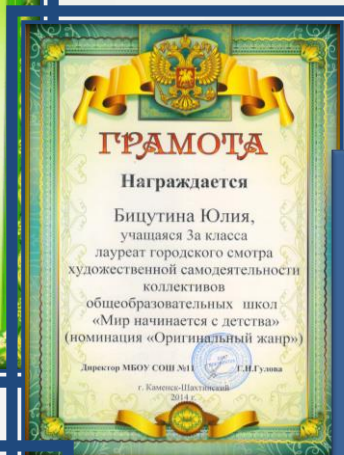 ГРАМОТА
Награждается
Бицутина Юлия,
учащаяся 3а класса
лауреат городского смотра
художественной самодеятельности
коллективов
общеобразовательных школ
«Мир начинается с детства»
(номинация «Оригинальный жанр»)
Директор МБОУ СОШ №11 Г.И.Гулова
г. Каменск-Шахтинский
2014 г.